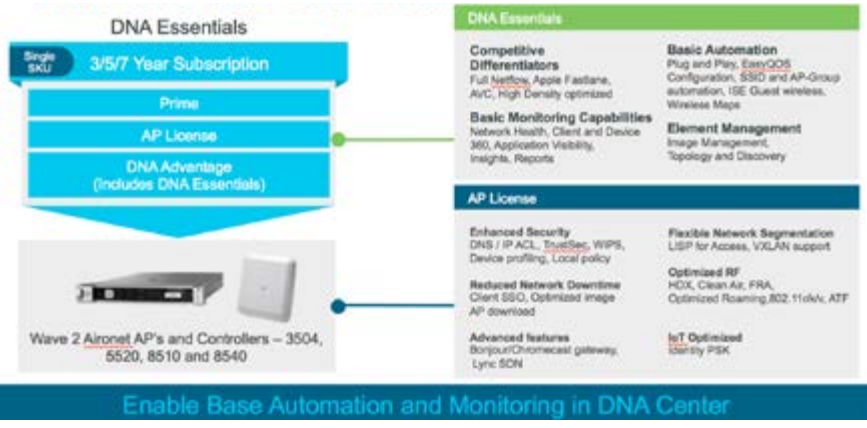 DNA Essentials
Single
SKU
3/5/7 Year Subscription
Prime
AP License
DNA Advantage
(Includes DNA Essentials)
Wave 2 Aironet AP's and Controllers – 3504,
5520, 8510 and 8540
DNA Essentials
Competitive
Differentiators
Full Netflow, Apple Fastlane,
AVC, High Density optimized
Basic Monitoring Capabilities
Network Health, Client and Device
360, Application Visibility,
Insights, Reports
Basic Automation
Plug and Play, EasyQOS
Configuration, SSID and AP-Group
automation, ISE Guest wireless,
Wireless Maps
Element Management
Image Management,
Topology and Discovery
AP License
Enhanced Security
DNS / IP ACL, TrustSec, WIPS,
Device profiling, Local policy
Reduced Network Downtime
Client SSO, Optimized image
AP download
Advanced features
Bonjour/Chromecast gateway,
Lync SDN
Flexible Network Segmentation
LISP for Access, VXLAN support
Optimized RF
HDX, Clean Air, FRA,
Optimized Roaming,802.11r/k/v, ATF
IoT Optimized
Identity PSK
Enable Base Automation and Monitoring in DNA Center